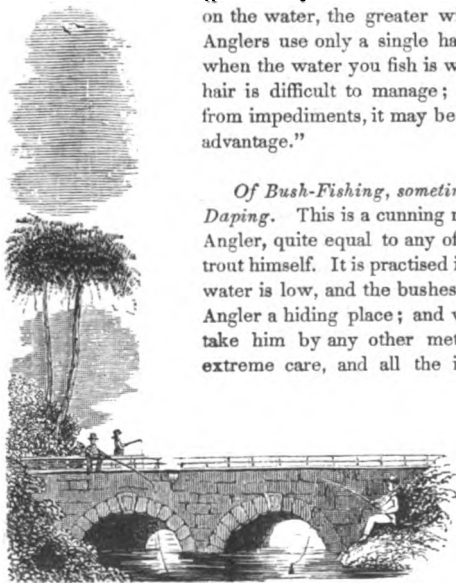 on the water, the greater wi
Anglers use only a single ha
when the water you fish is w
hair is difficult to manage;
from impediments, it may be
advantage."
Of Bush-Fishing, sometin
Daping. This is a cunning r
Angler, quite equal to any of
trout himself. It is practised i
water is low, and the bushes
Angler a hiding place; and v
take him by any other met
extreme care, and all the i